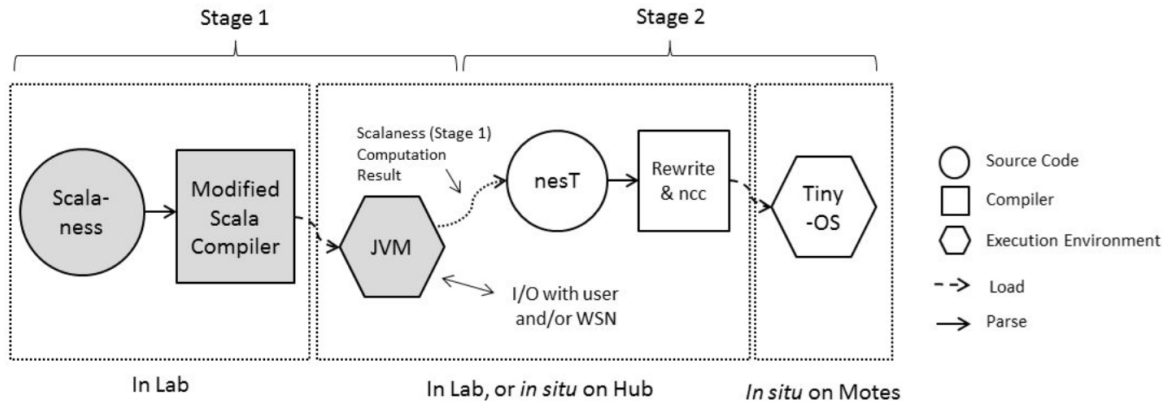 Stage 1
Stage 2
Scala-
ness
Modified
Scala
Compiler
JVM
Scalaness (Stage 1)
Computation
Result
I/O with user
and/or WSN
nesT
Rewrite
& ncc
Tiny
-OS
Source Code
Compiler
Execution Environment
Load
Parse
In Lab
In Lab, or in situ on Hub
In situ on Motes